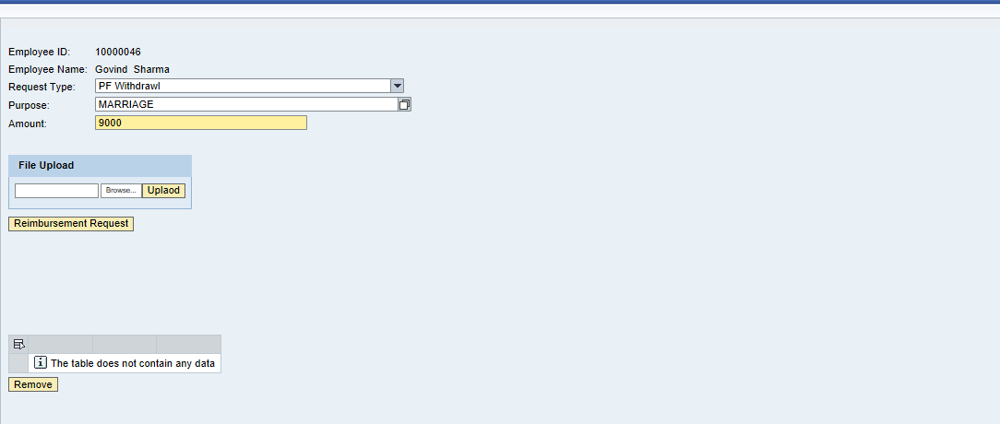 Employee ID: 10000046
Employee Name: Govind Sharma
Request Type: PF Withdrawl
Purpose: MARRIAGE
Amount: 9000
File Upload
Browse... Uplaod
Reimbursement Request
The table does not contain any data
Remove